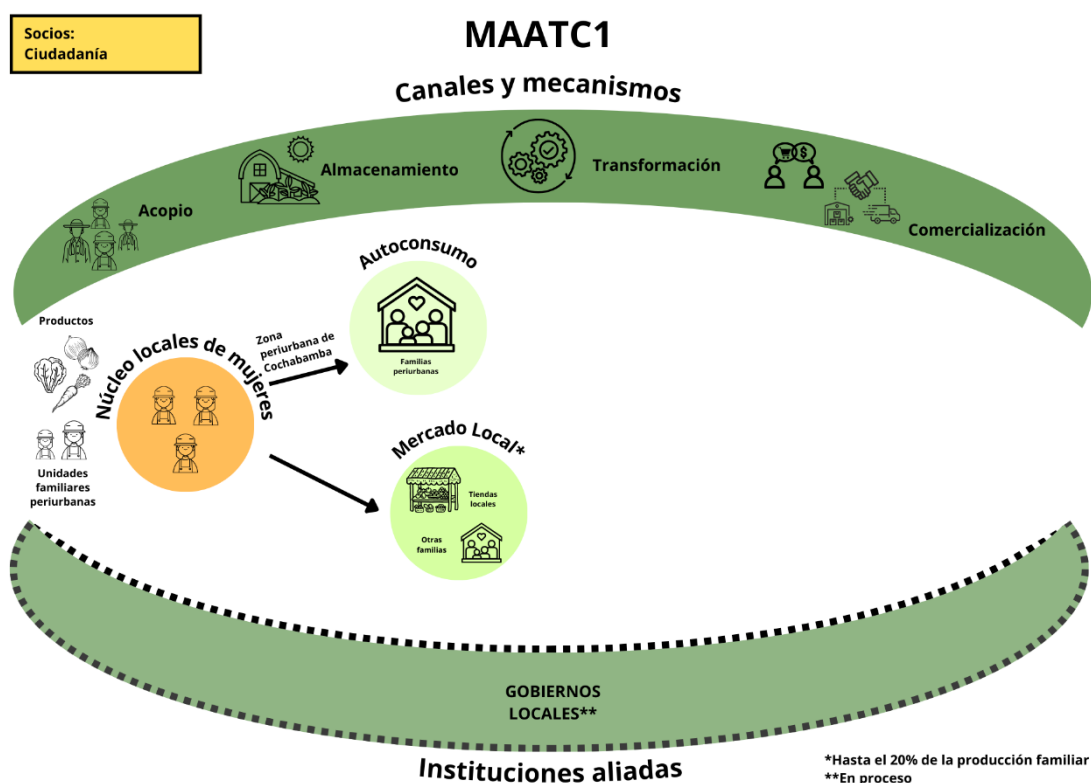 Socios:
Ciudadanía
MAATC1
Canales y mecanismos
Acopio
Almacenamiento
Transformación
Comercialización
Productos
Unidades
familiares
periurbanas
Núcleo locales de mujeres
Zona
periurbana de
Cochabamba
Autoconsumo
Familias
periurbanas
Mercado Local*
Tiendas
locales
Otras
familias
GOBIERNOS
LOCALES**
Instituciones aliadas
*Hasta el 20% de la producción familiar
**En proceso